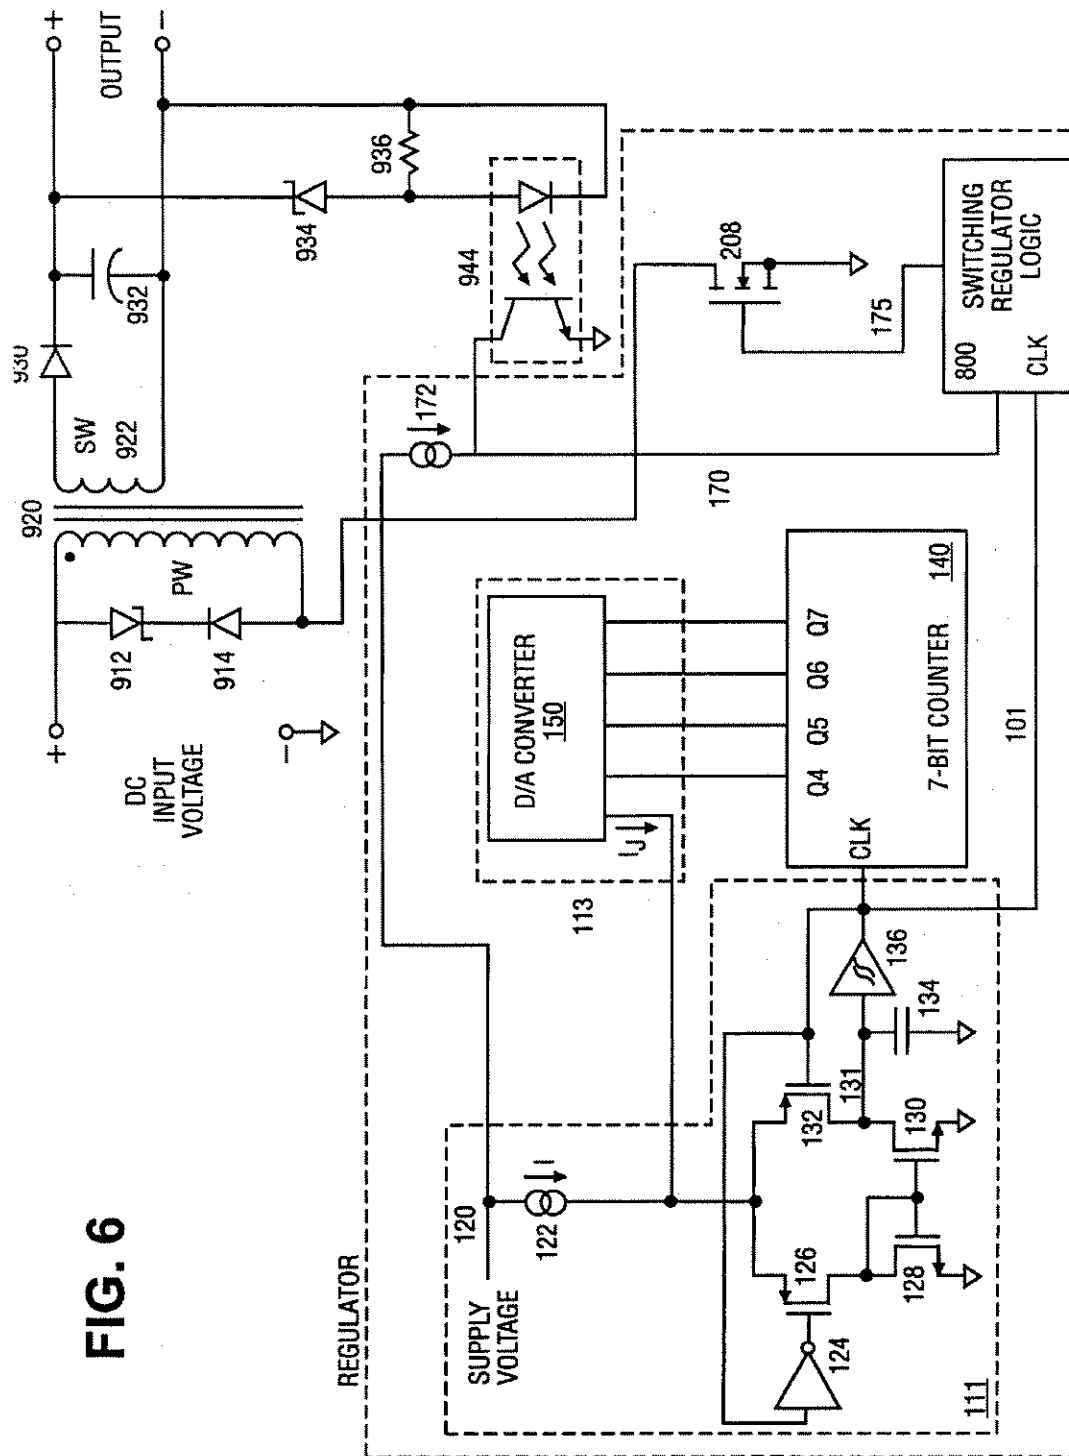 FIG. 6
OUTPUT
+
-
930
932
SW
922
920
PW
912
914
+
-
DC
INPUT
VOLTAGE
934
936
944
172
I
208
175
170
SWITCHING
REGULATOR
LOGIC
800
CLK
D/A CONVERTER
150
IJ
113
Q4
Q5
Q6
Q7
140
7-BIT COUNTER
CLK
101
REGULATOR
SUPPLY
VOLTAGE
120
122
I
124
126
128
130
131
132
134
136
111